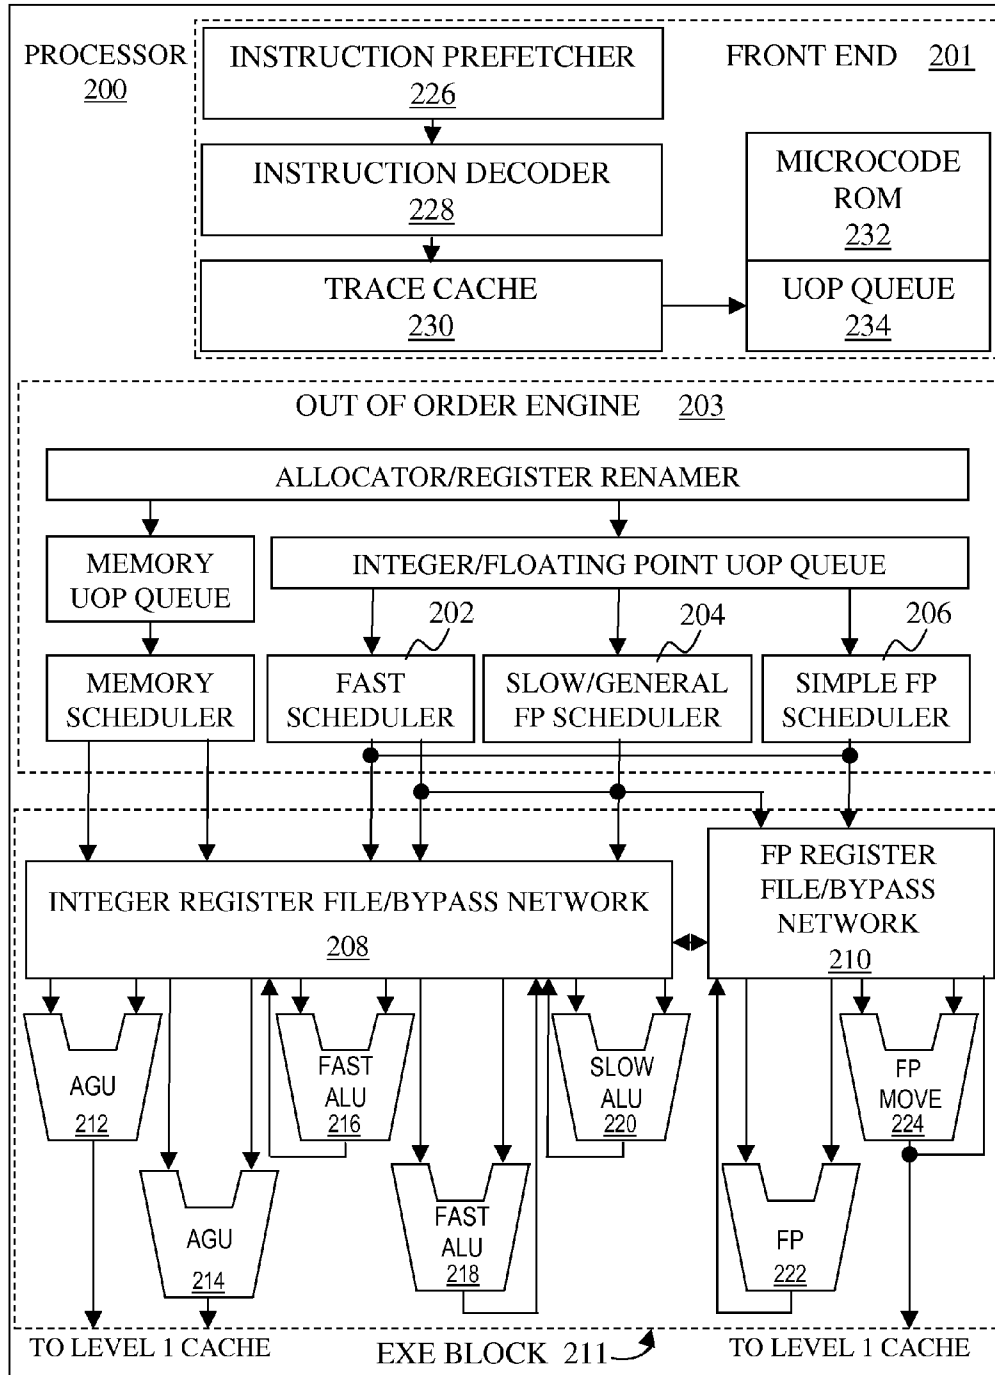 PROCESSOR
200
INSTRUCTION PREFETCHER
226
FRONT END 201
INSTRUCTION DECODER
228
MICROCODE
ROM
232
TRACE CACHE
230
UOP QUEUE
234
OUT OF ORDER ENGINE 203
ALLOCATOR/REGISTER RENAMER
MEMORY
UOP QUEUE
INTEGER/FLOATING POINT UOP QUEUE
202
204
206
MEMORY
SCHEDULER
FAST
SCHEDULER
SLOW/GENERAL
FP SCHEDULER
SIMPLE FP
SCHEDULER
INTEGER REGISTER FILE/BYPASS NETWORK
208
FP REGISTER
FILE/BYPASS
NETWORK
210
AGU
212
FAST
ALU
216
SLOW
ALU
220
FP
MOVE
224
AGU
214
FAST
ALU
218
FP
222
TO LEVEL 1 CACHE
EXE BLOCK 211
TO LEVEL 1 CACHE